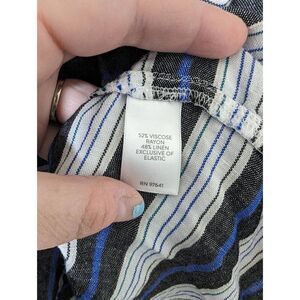 52% VISCOSE
RAYON
48% LINEN
EXCLUSIVE OF
ELASTIC
RN 97641